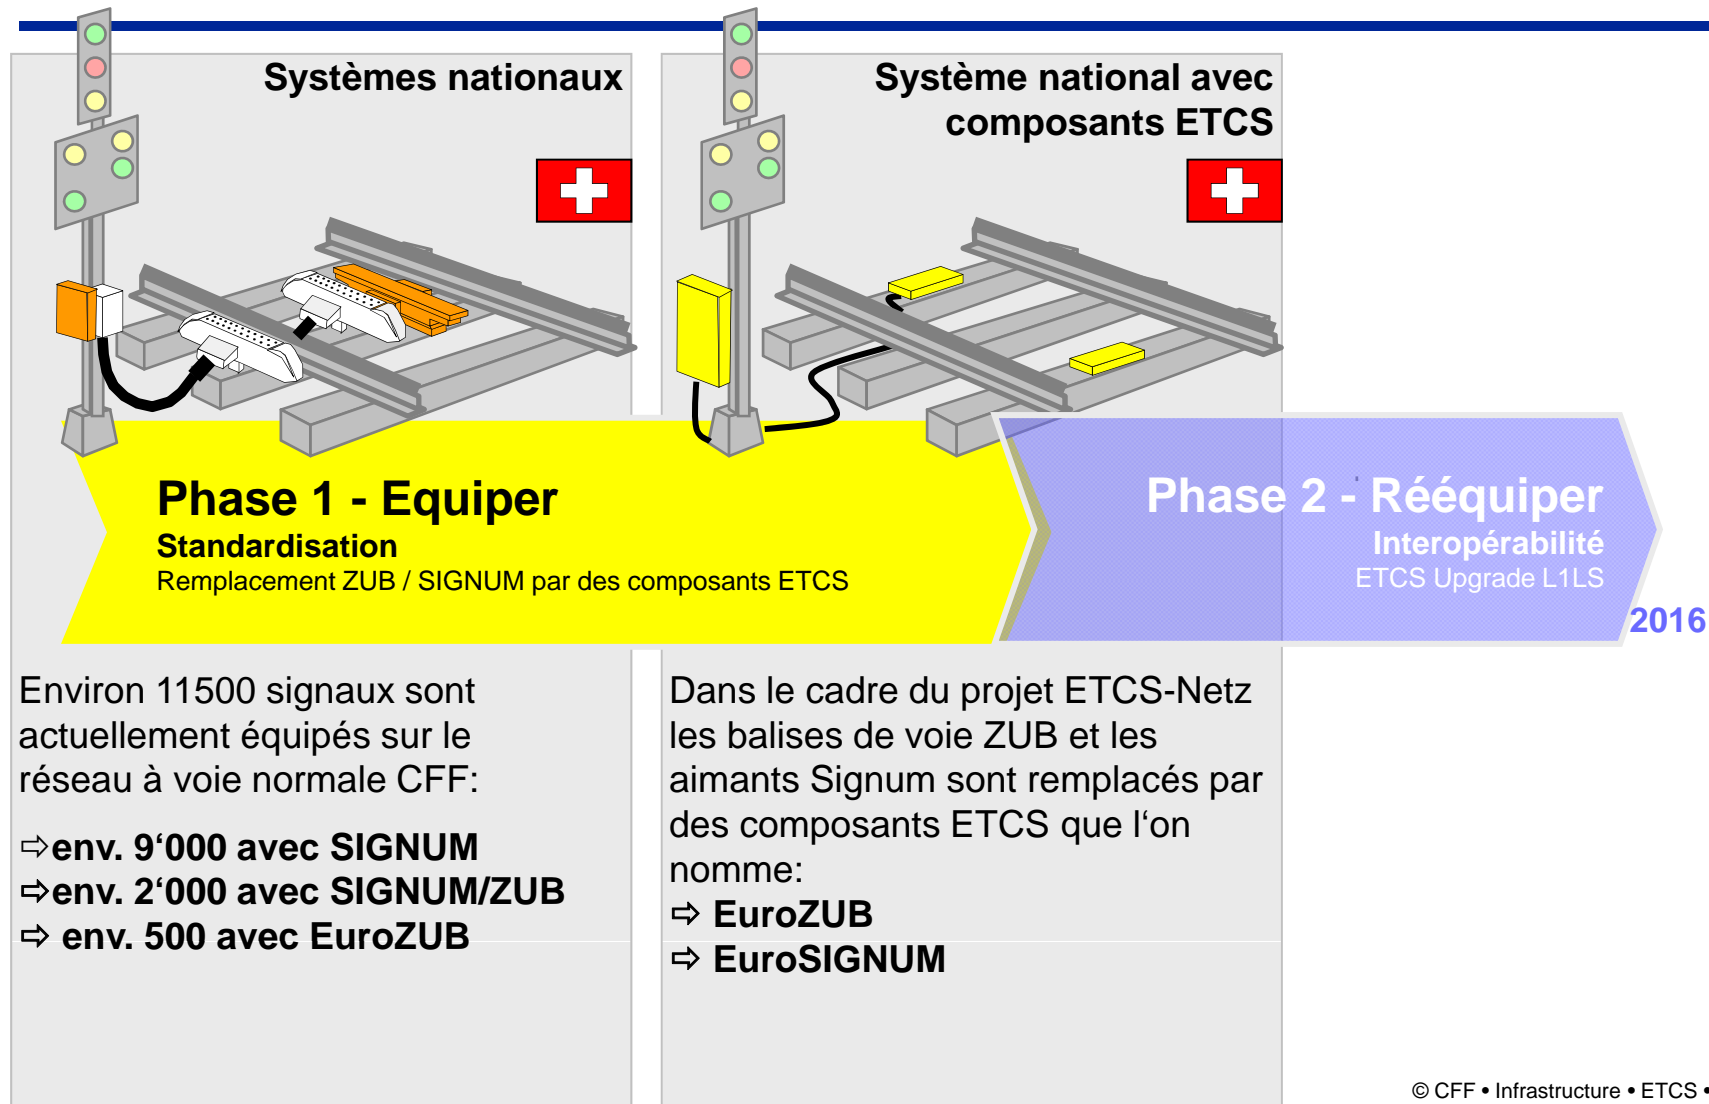 Systèmes nationaux
Système national avec
composants ETCS
Phase 1 - Equiper
Standardisation
Remplacement ZUB / SIGNUM par des composants ETCS
Phase 2 - Rééquiper
Interopérabilité
ETCS Upgrade L1LS
2016
Environ 11500 signaux sont
actuellement équipés sur le
réseau à voie normale CFF:
⇨env. 9‘000 avec SIGNUM
⇨env. 2‘000 avec SIGNUM/ZUB
⇨ env. 500 avec EuroZUB
Dans le cadre du projet ETCS-Netz
les balises de voie ZUB et les
aimants Signum sont remplacés par
des composants ETCS que l‘on
nomme:
⇨ EuroZUB
⇨ EuroSIGNUM
© CFF • Infrastructure • ETCS •